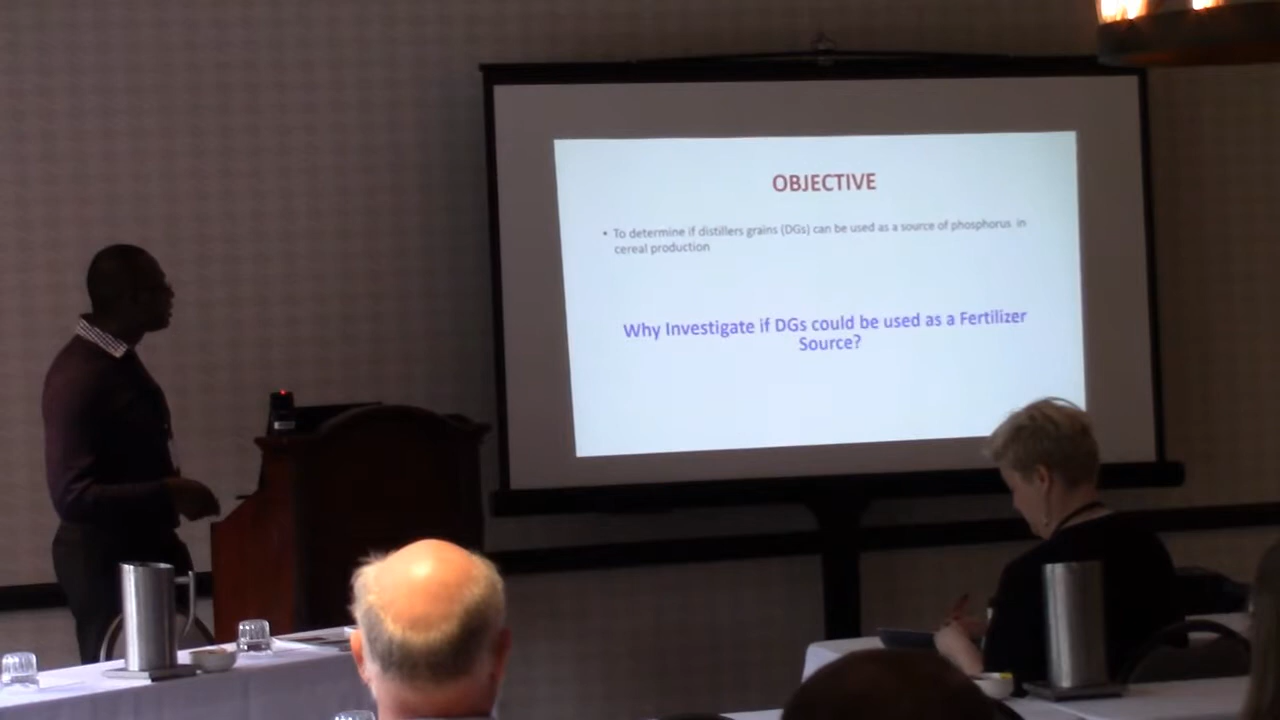 OBJECTIVE
• To determine if distillers grains (DGs) can be used as a source of phosphorus in
cereal production
Why Investigate if DGs could be used as a Fertilizer
Source?